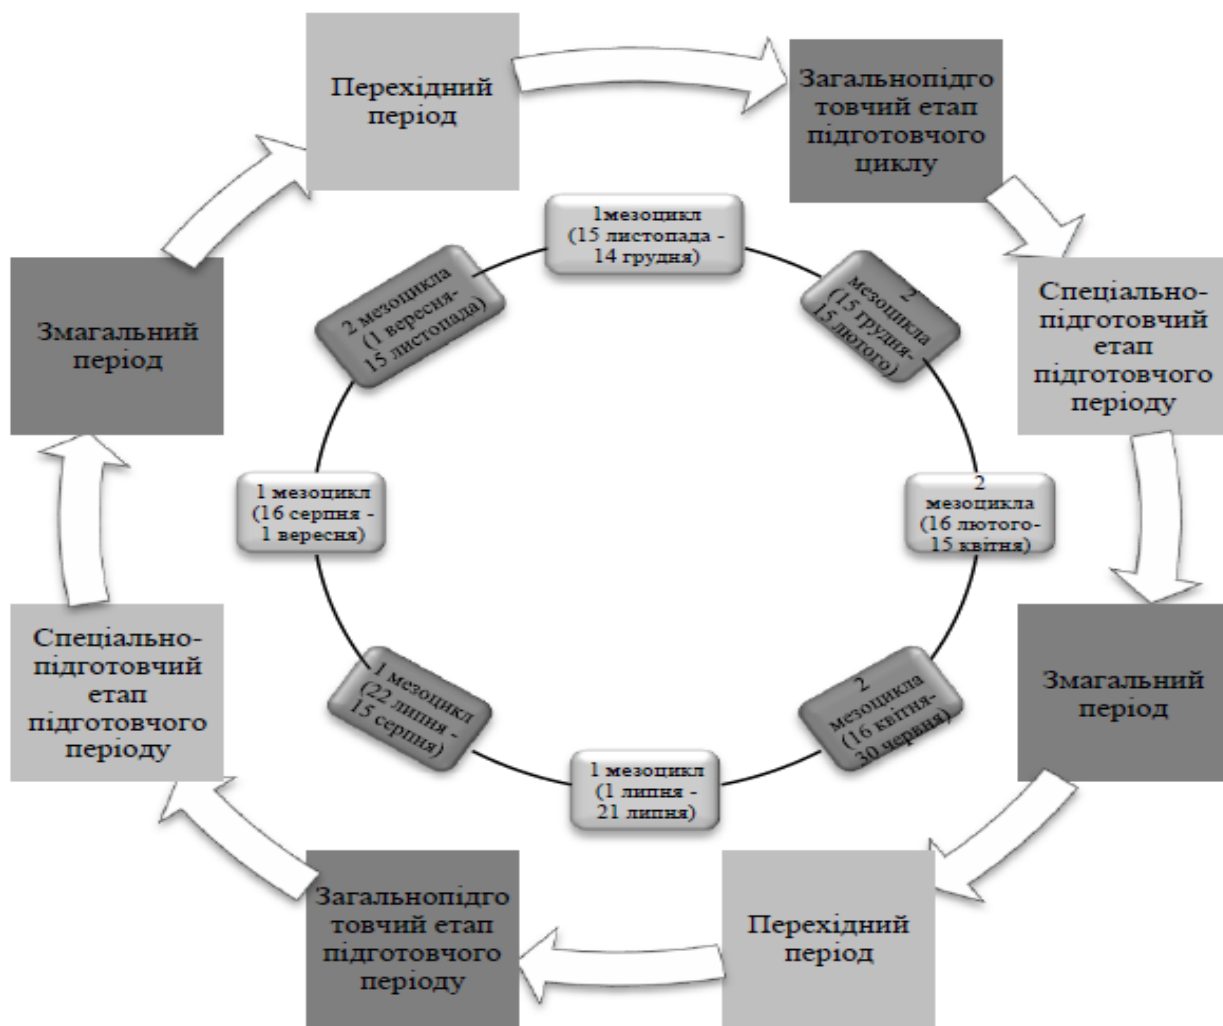 Перехідний
період
Загальнопідго
товчий етап
підготовчого
циклу
Спеціально-
підготовчий
етап
підготовчого
періоду
Змагальний
період
Перехідний
період
Загальнопідго
товчий етап
підготовчого
періоду
Спеціально-
підготовчий
етап
підготовчого
періоду
Змагальний
період
1мезоцикл
(15 листопада -
14 грудня)
2
мезоцикла
(15 грудня-
15 лютого)
2
мезоцикла
(16 лютого-
15 квітня)
2
мезоцикла
(16 квітня-
30 червня)
1 мезоцикл
(1 липня -
21 липня)
1 мезоцикл
(22 липня -
15 серпня)
1 мезоцикл
(16 серпня -
1 вересня)
2 мезоцикла
(1 вересня-
15 листопада)